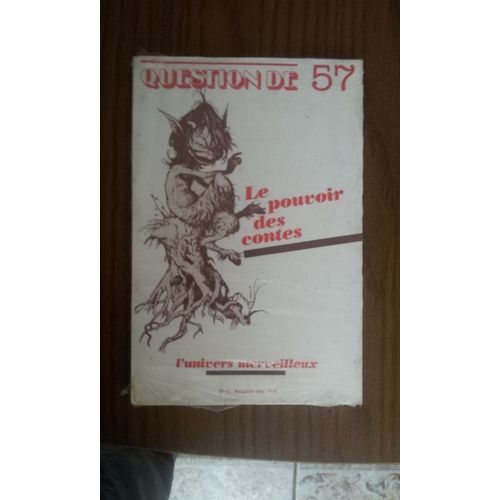 QUESTION DE 57
Le
pouvoir
des
contes
l'univers merveilleux